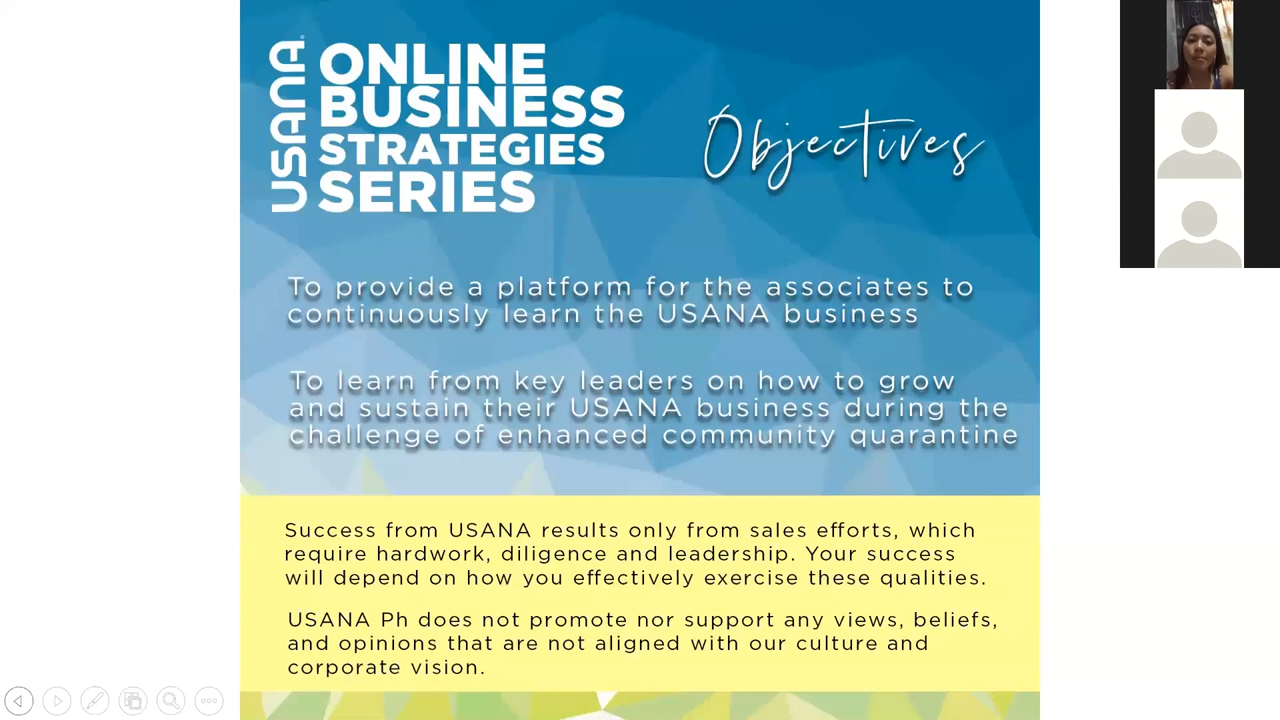 USANA
ONLINE
BUSINESS
STRATEGIES
SERIES
Objectives
To provide a platform for the associates to
continuously learn the USANA business
To learn from key leaders on how to grow
and sustain their USANA business during the
challenge of enhanced community quarantine
Success from USANA results only from sales efforts, which
require hardwork, diligence and leadership. Your success
will depend on how you effectively exercise these qualities.
USANA Ph does not promote nor support any views, beliefs,
and opinions that are not aligned with our culture and
corporate vision.